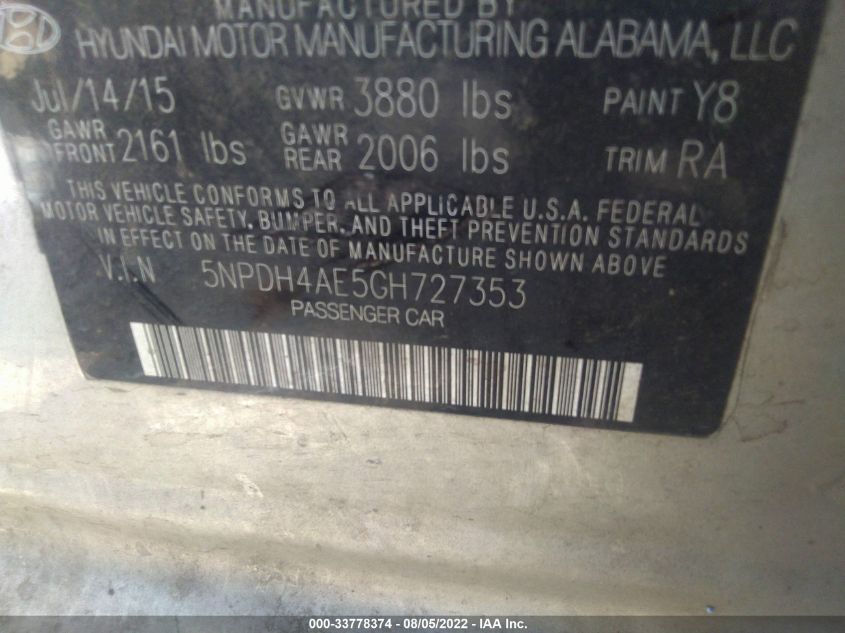 MANUFACTURED BY
HYUNDAI MOTOR MANUFACTURING ALABAMA, LLC
Jul/14/15 GVWR 3880 lbs PAINT Y8
GAWR FRONT 2161 lbs GAWR REAR 2006 lbs TRIM RA
THIS VEHICLE CONFORMS TO ALL APPLICABLE U.S.A. FEDERAL
MOTOR VEHICLE SAFETY, BUMPER, AND THEFT PREVENTION STANDARDS
IN EFFECT ON THE DATE OF MANUFACTURE SHOWN ABOVE
V.I.N 5NPDH4AE5GH727353
PASSENGER CAR
000-33778374 - 08/05/2022 - IAA Inc.